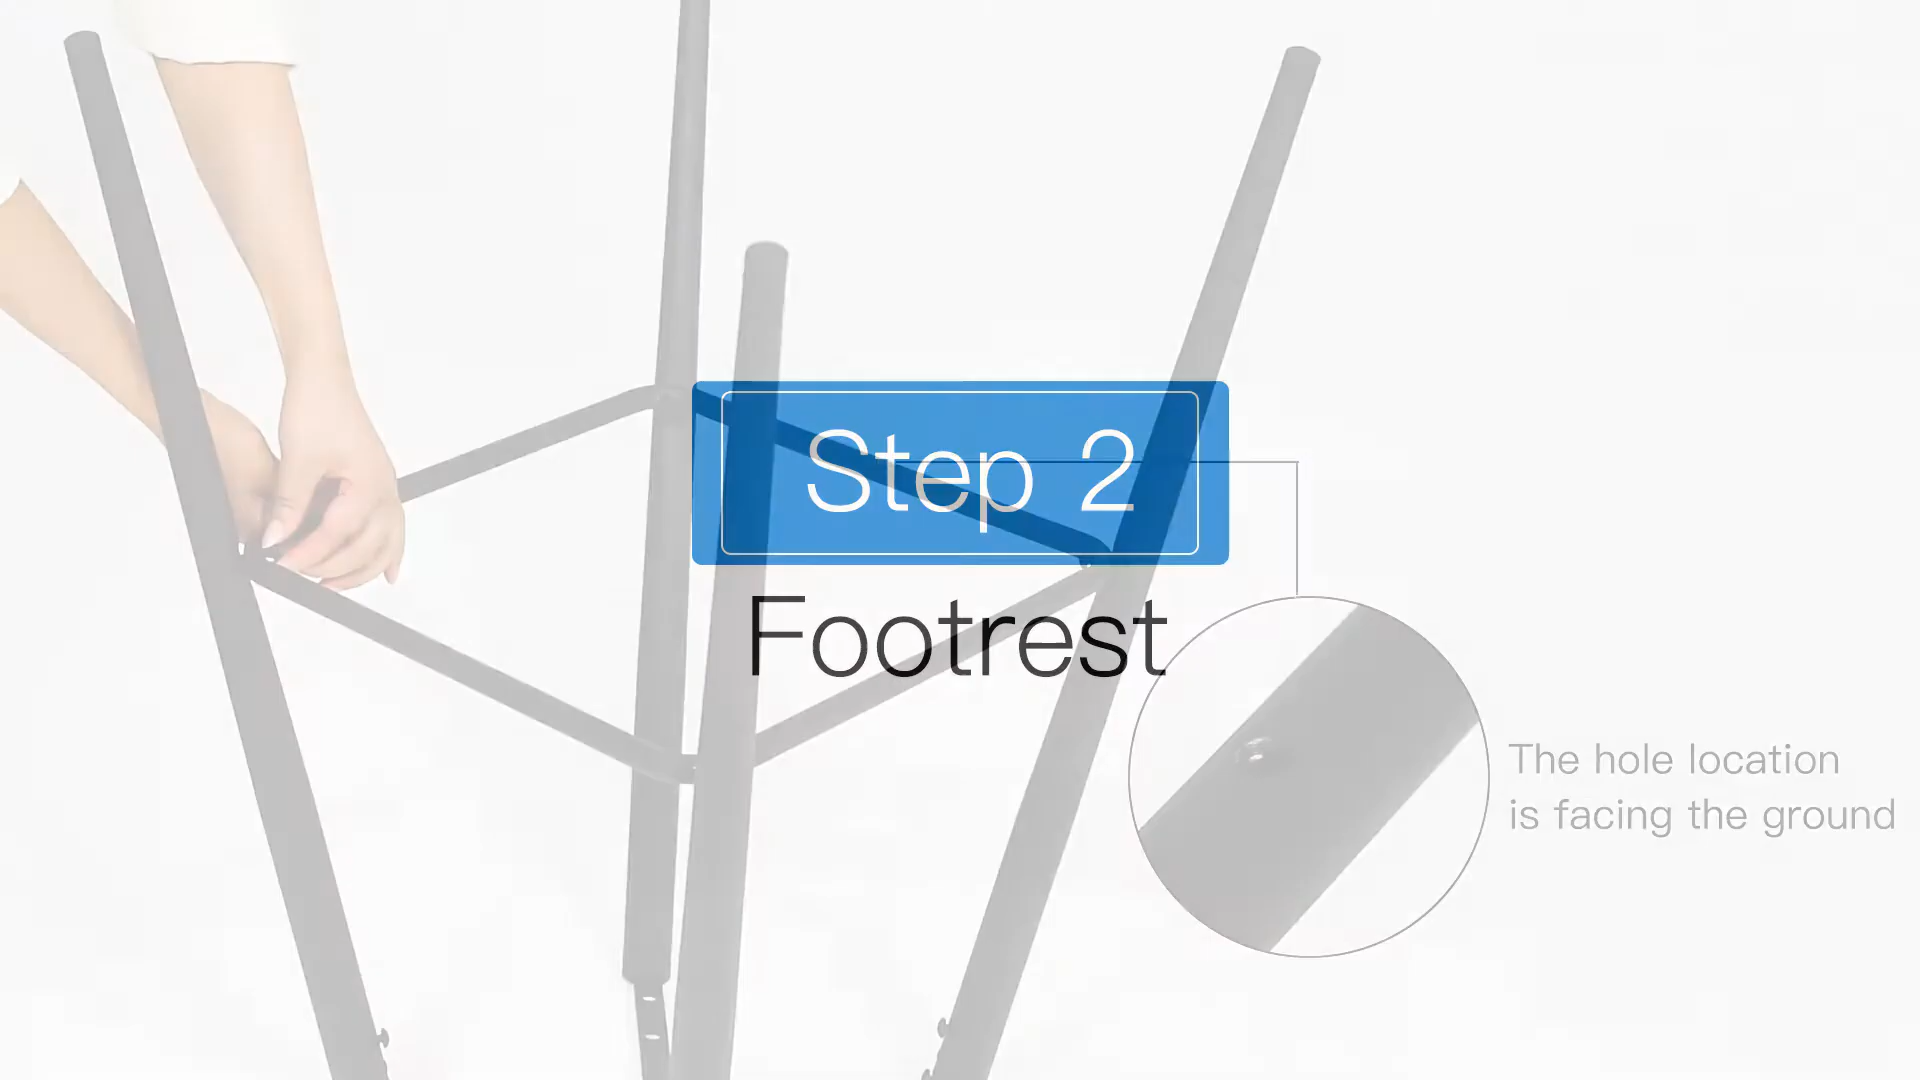 Step 2
Footrest
The hole location
is facing the ground